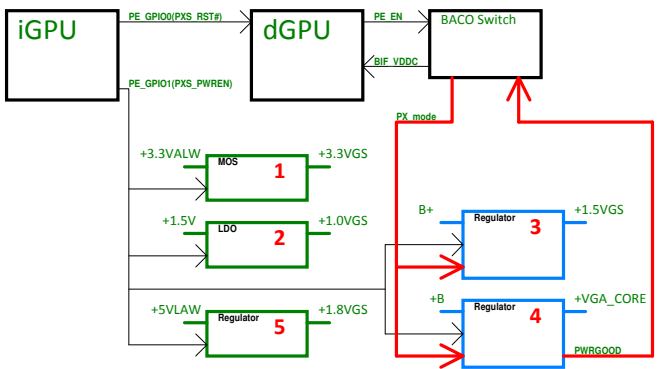 iGPU
PE_GPIO0(PXS_RST#)
dGPU
PE_EN
BACO Switch
BIF_VDDC
PE_GPIO1(PXS_PWREN)
PX_mode
+3.3VALW
MOS
1
+3.3VGS
+1.5V
LDO
2
+1.0VGS
B+
Regulator
3
+1.5VGS
+5VLAW
Regulator
5
+1.8VGS
+B
Regulator
4
+VGA_CORE
PWRGOOD